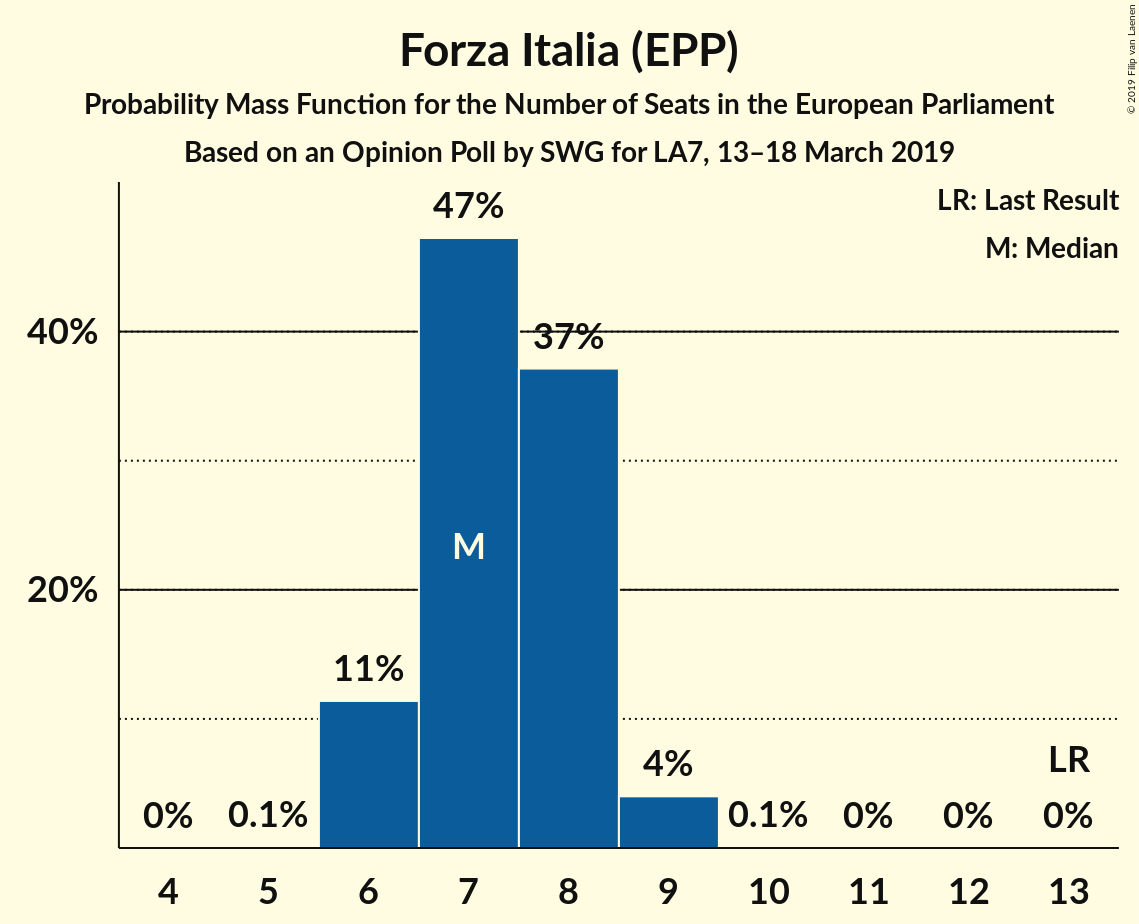 Forza Italia (EPP)
Probability Mass Function for the Number of Seats in the European Parliament
Based on an Opinion Poll by SWG for LA7, 13–18 March 2019
© 2019 Filip van Laenen
LR: Last Result
M: Median
47%
40%
37%
M
20%
11%
4%
LR
0%
0.1%
0.1%
0%
0%
0%
4 5 6 7 8 9 10 11 12 13